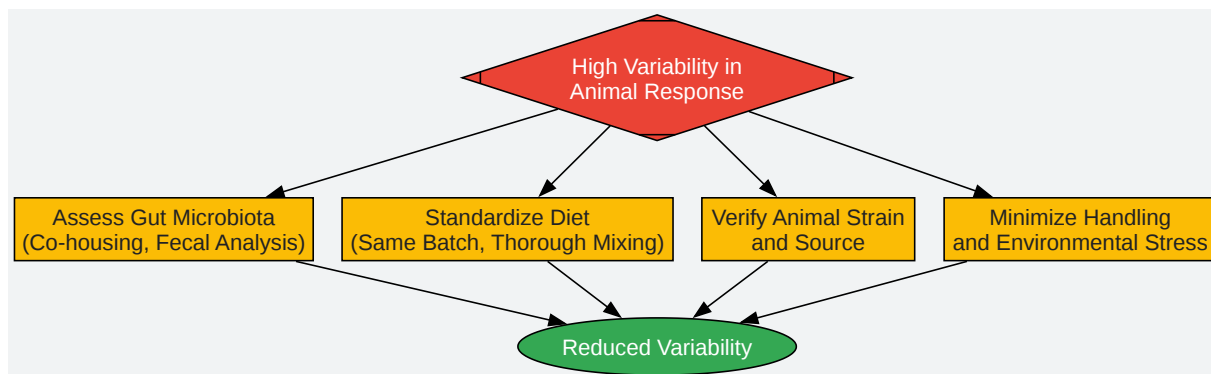 High Variability in
Animal Response
Assess Gut Microbiota
(Co-housing, Fecal Analysis)
Standardize Diet
(Same Batch, Thorough Mixing)
Verify Animal Strain
and Source
Minimize Handling
and Environmental Stress
Reduced Variability